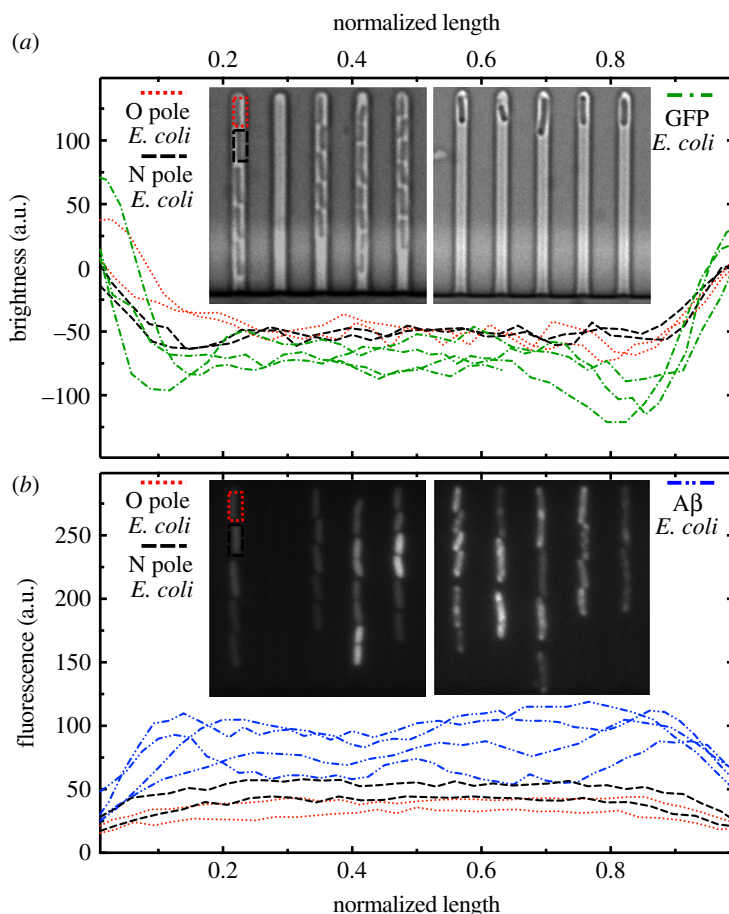 normalized length
(a)
0.2 0.4 0.6 0.8
O pole
E. coli
N pole
E. coli
GFP
E. coli
brightness (a.u.)
100
50
0
−50
−100
(b)
O pole
E. coli
N pole
E. coli
Aβ
E. coli
fluorescence (a.u.)
250
200
150
100
50
0
0.2 0.4 0.6 0.8
normalized length